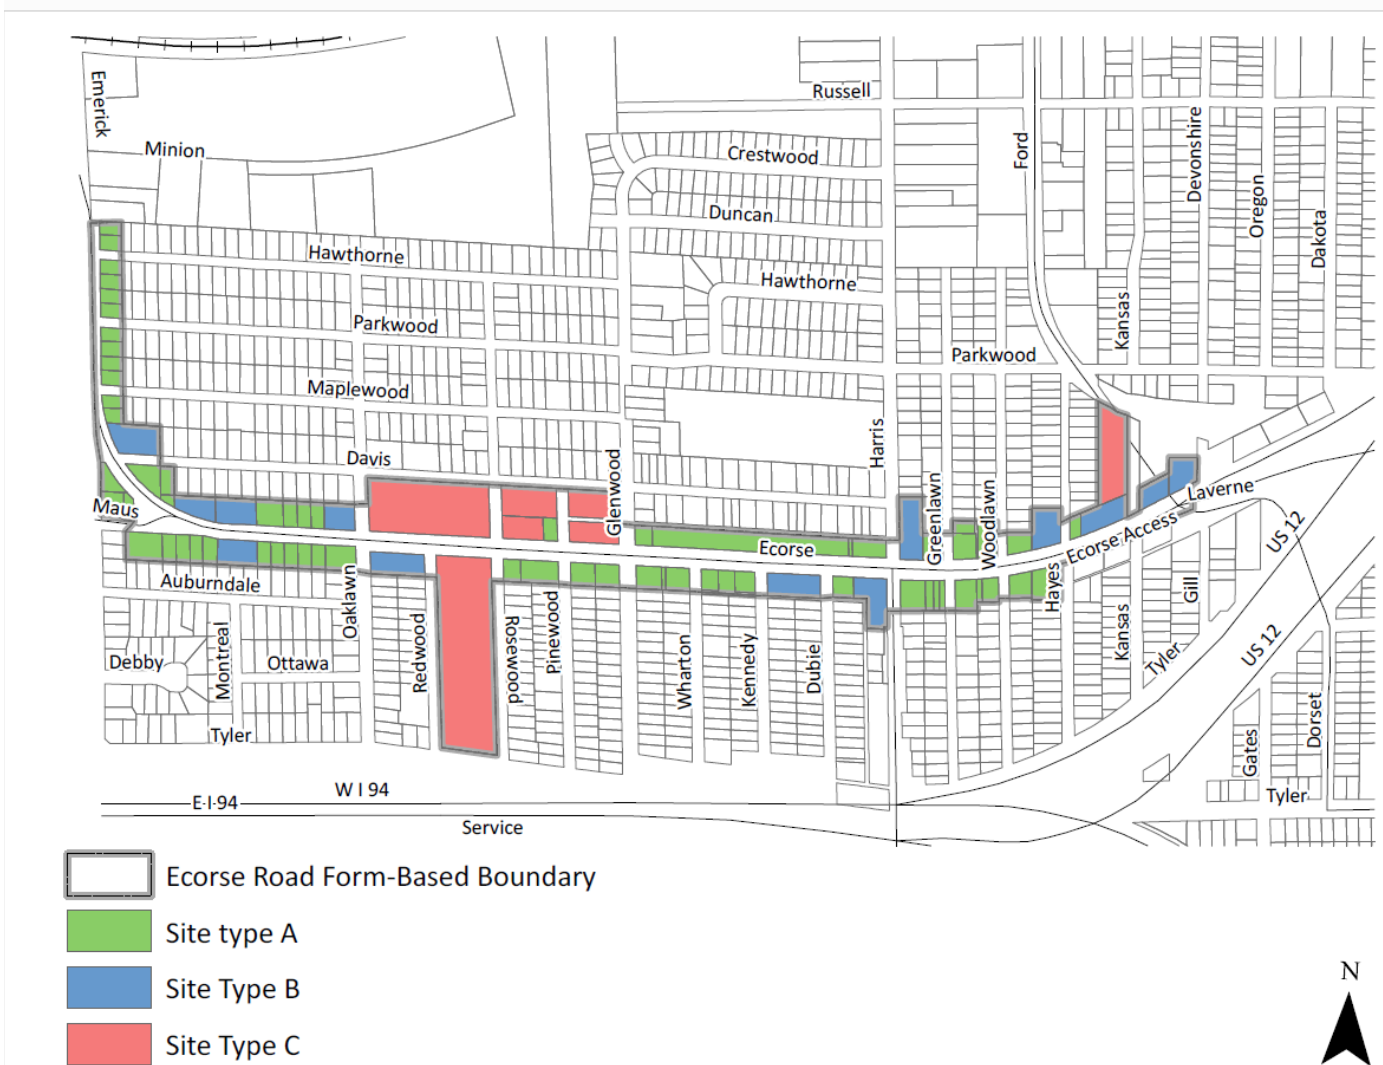 Emerick
Russell
Minion
Crestwood
Ford
Devonshire
Duncan
Oregon
Dakota
Hawthorne
Hawthorne
Kansas
Parkwood
Parkwood
Maplewood
Harris
Davis
Glenwood
Greenlawn
Woodlawn
Laverne
Maus
Ecorse
Ecorse Access
US 12
Auburndale
Oaklawn
Hayes
Gill
Redwood
Rosewood
Pinewood
Kansas
Debby
Montreal
Ottawa
Wharton
Kennedy
Dubie
Tyler
US 12
Tyler
Gates
Dorset
W I 94
E-I-94
Tyler
Service
Ecorse Road Form-Based Boundary
Site type A
Site Type B
Site Type C
N